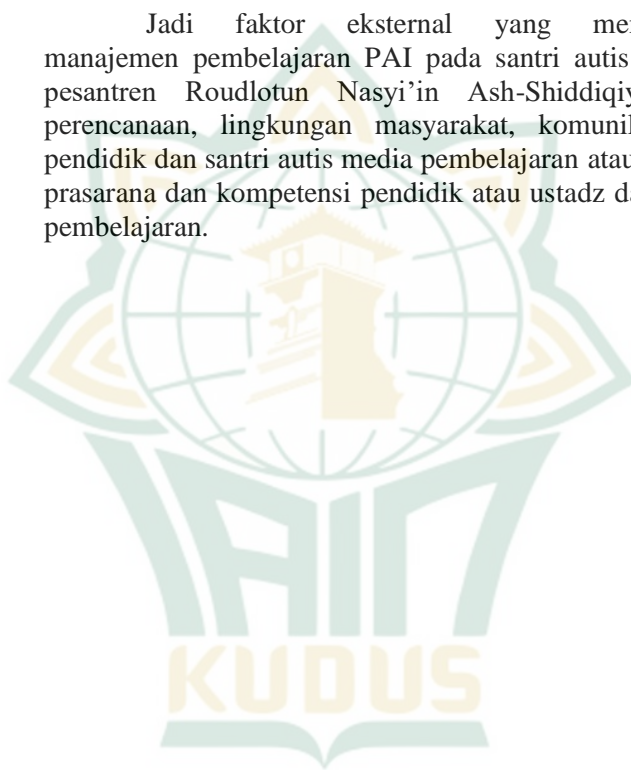 Jadi faktor eksternal yang
manajemen pembelajaran PAI pada santri autis
pesantren Roudlotun Nasyi’in
perencanaan, lingkungan masyarakat,
pendidik dan santri autis media pembelajaran atau
prasarana dan kompetensi pendidik atau ustadz
pembelajaran.
IAIN
KUDUS